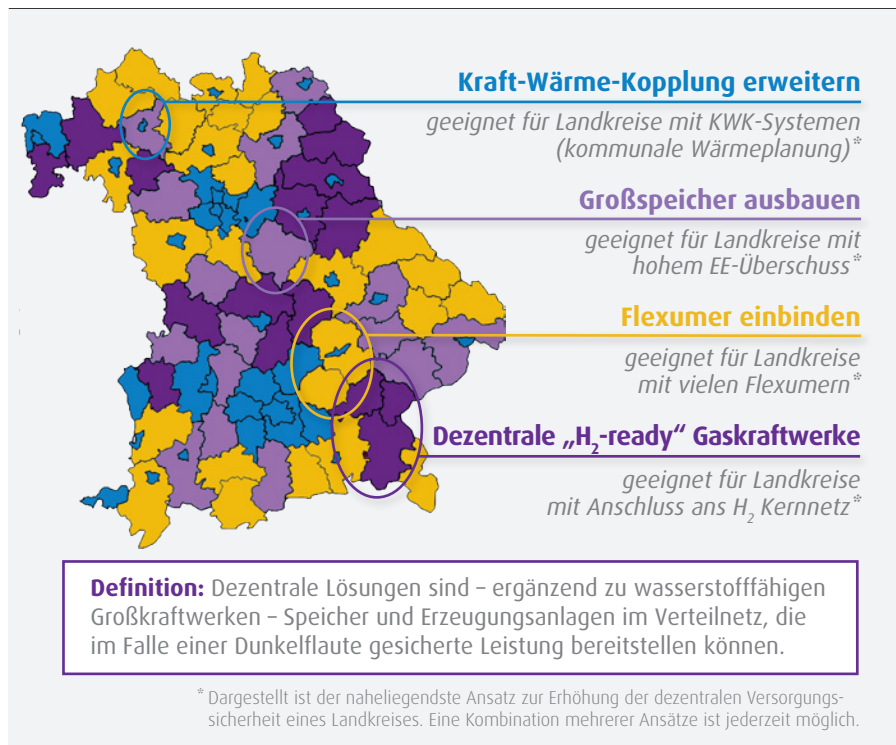 Kraft-Wärme-Kopplung erweitern
geeignet für Landkreise mit KWK-Systemen
(kommunale Wärmeplanung)*
Großspeicher ausbauen
geeignet für Landkreise mit
hohem EE-Überschuss*
Flexumer einbinden
geeignet für Landkreise
mit vielen Flexumern*
Dezentrale „H₂-ready“ Gaskraftwerke
geeignet für Landkreise
mit Anschluss ans H₂ Kernnetz*
Definition: Dezentrale Lösungen sind – ergänzend zu wasserstofffähigen
Großkraftwerken – Speicher und Erzeugungsanlagen im Verteilnetz, die
im Falle einer Dunkelflaute gesicherte Leistung bereitstellen können.
* Dargestellt ist der naheliegendste Ansatz zur Erhöhung der dezentralen Versorgungs-
sicherheit eines Landkreises. Eine Kombination mehrerer Ansätze ist jederzeit möglich.